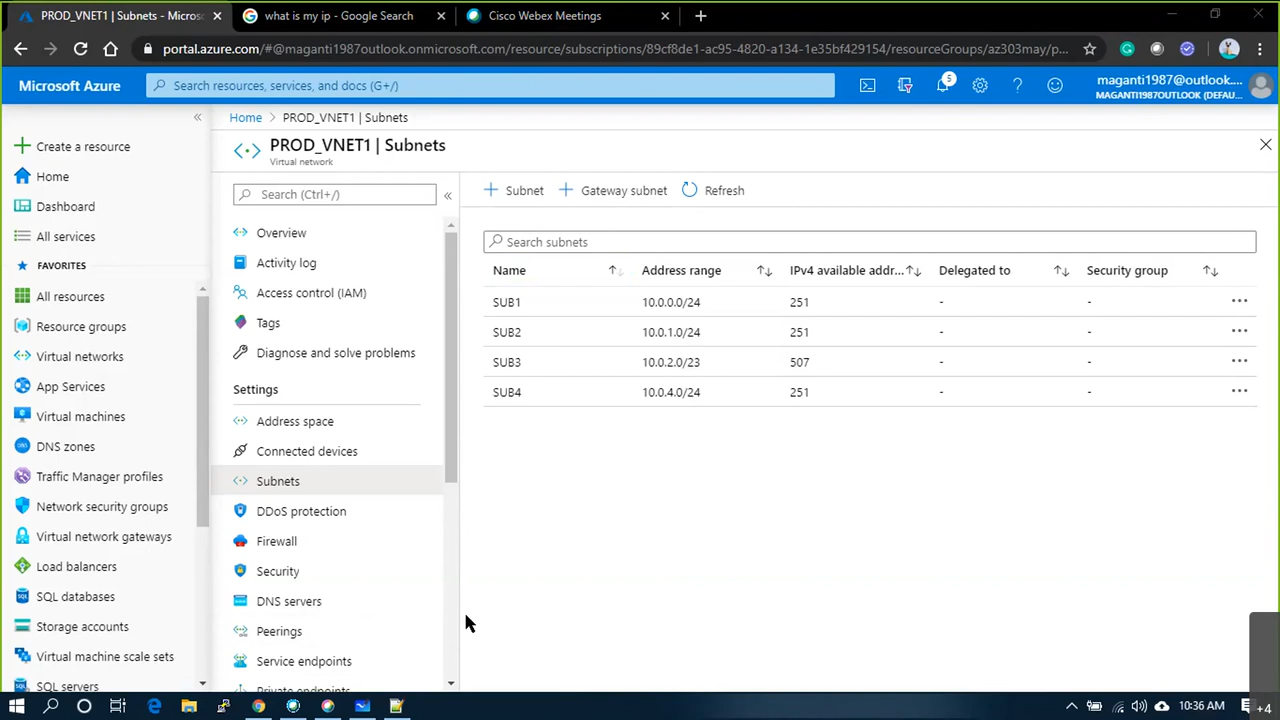 PROD_VNET1 | Subnets - Micros
what is my ip - Google Search
Cisco Webex Meetings
portal.azure.com/#@maganti1987outlook.onmicrosoft.com/resource/subscriptions/89cf8de1-ac95-4820-a134-1e35bf429154/resourceGroups/az303may/p...
Microsoft Azure
Search resources, services, and docs (G+/)
5
maganti1987@outlook....
MAGANTI1987OUTLOOK (DEFAU...
Create a resource
Home
Dashboard
All services
FAVORITES
All resources
Resource groups
Virtual networks
App Services
Virtual machines
DNS zones
Traffic Manager profiles
Network security groups
Virtual network gateways
Load balancers
SQL databases
Storage accounts
Virtual machine scale sets
SQL servers
Home > PROD_VNET1 | Subnets
PROD_VNET1 | Subnets
Virtual network
Search (Ctrl+/)
Overview
Activity log
Access control (IAM)
Tags
Diagnose and solve problems
Settings
Address space
Connected devices
Subnets
DDoS protection
Firewall
Security
DNS servers
Peerings
Service endpoints
Private endpoints
Subnet Gateway subnet Refresh
Search subnets
Name Address range IPv4 available addr... Delegated to Security group
SUB1 10.0.0.0/24 251 - -
SUB2 10.0.1.0/24 251 - -
SUB3 10.0.2.0/23 507 - -
SUB4 10.0.4.0/24 251 - -
10:36 AM
+4